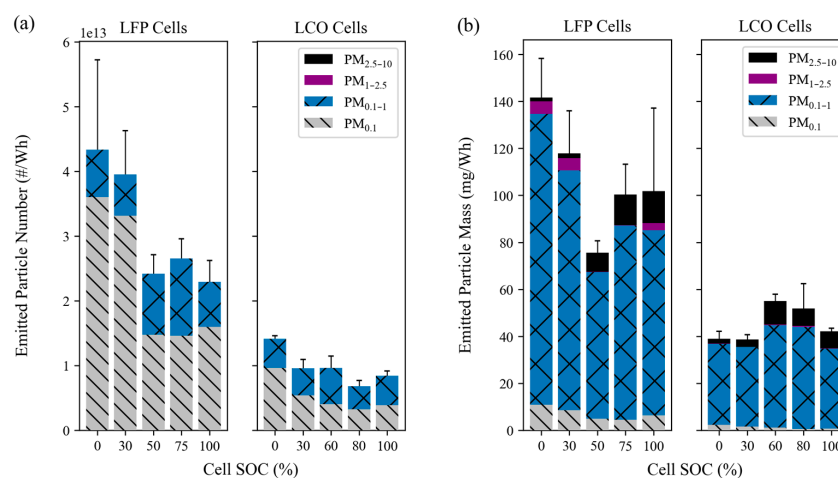 (a)
LFP Cells
LCO Cells
1e13
6
5
4
3
2
1
0
Emitted Particle Number (#/Wh)
PM2.5–10
PM1–2.5
PM0.1–1
PM0.1
0 30 50 75 100
0 30 60 80 100
Cell SOC (%)
(b)
LFP Cells
LCO Cells
160
140
120
100
80
60
40
20
0
Emitted Particle Mass (mg/Wh)
PM2.5–10
PM1–2.5
PM0.1–1
PM0.1
0 30 50 75 100
0 30 60 80 100
Cell SOC (%)